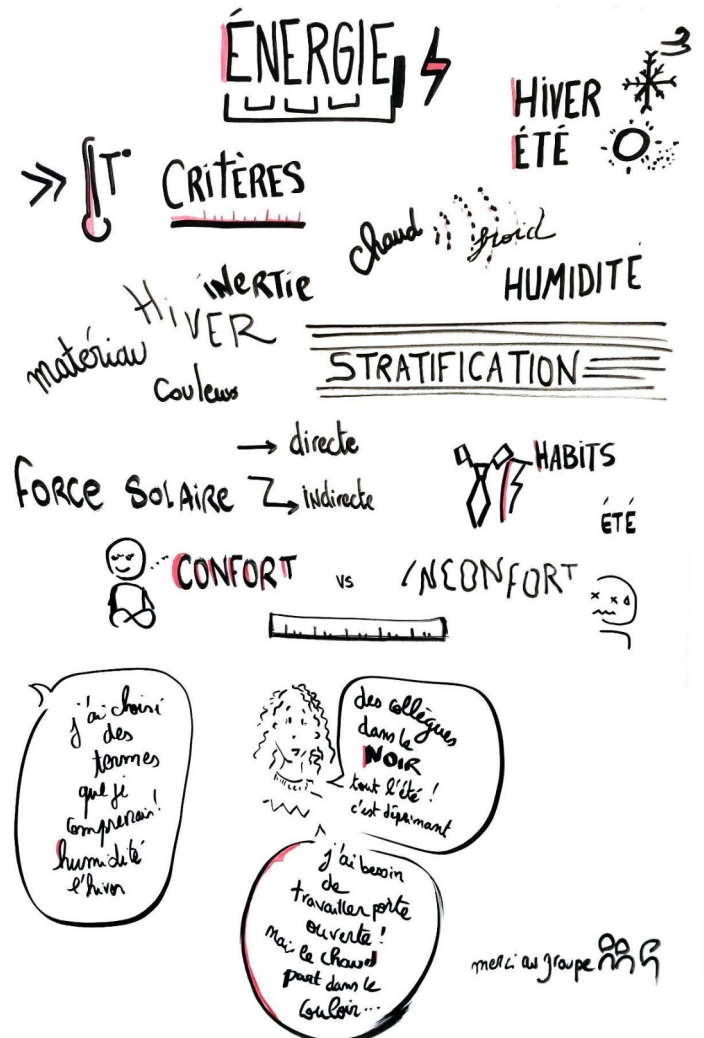 ÉNERGIE
HIVER
ÉTÉ
T°
CRITÈRES
chaud
froid
HUMIDITÉ
INERTIE
HIVER
matériau
Couleurs
STRATIFICATION
FORCE SOLAIRE
directe
indirecte
HABITS
ÉTÉ
CONFORT vs INCONFORT
j'ai choisi
des
termes
que je
comprenais!
humidité
l'hiver
des collègues
dans le
NOIR
tout l'été !
c'est déprimant
j'ai besoin
de
travailler porte
ouverte !
mais le chaud
part dans le
couloir...
merci au groupe